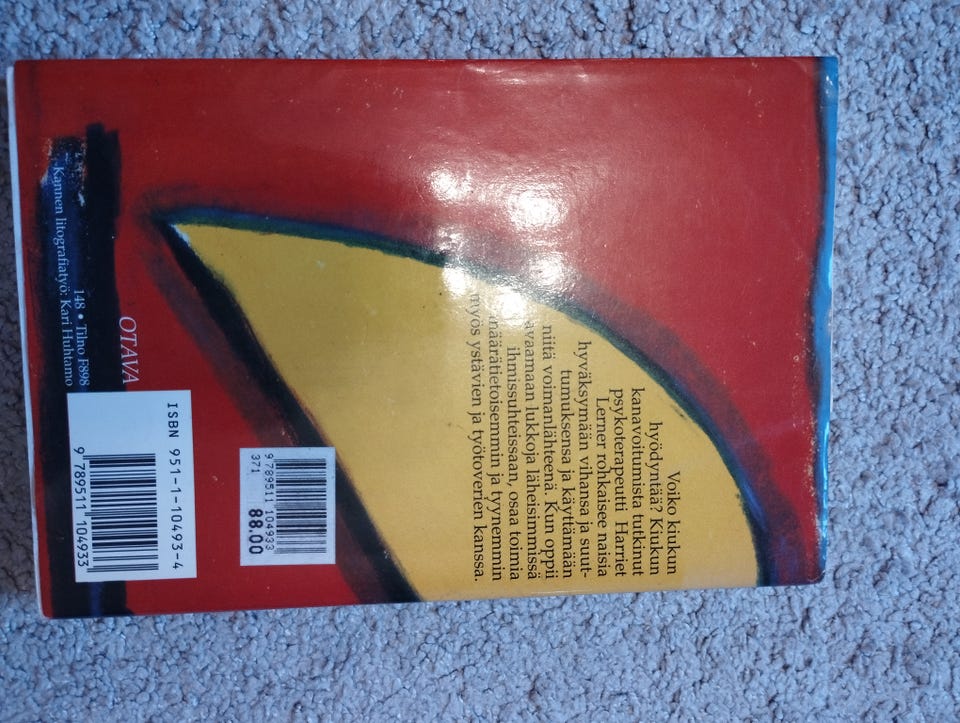 Voiko kiukun
hyödyntää? Kiukun
kanavoitumista tutkinut
psykoterapeutti Harriet
Lerner rohkaisee naisia
hyväksymään vihansa ja suut-
tumuksensa ja käyttämään
niitä voimanlähteenä. Kun oppii
avaamaan lukkoja läheisimmissä
ihmissuhteissaan, osaa toimia
määrätietoisemmin ja tyynemmin
myös ystävien ja työtoverien kanssa.
9 789511 104933
371
88.00
ISBN 951-1-10493-4
9 789511 104933
OTAVA
148 • Tilno F898
Kannen litografiatyö: Kari Huhtamo